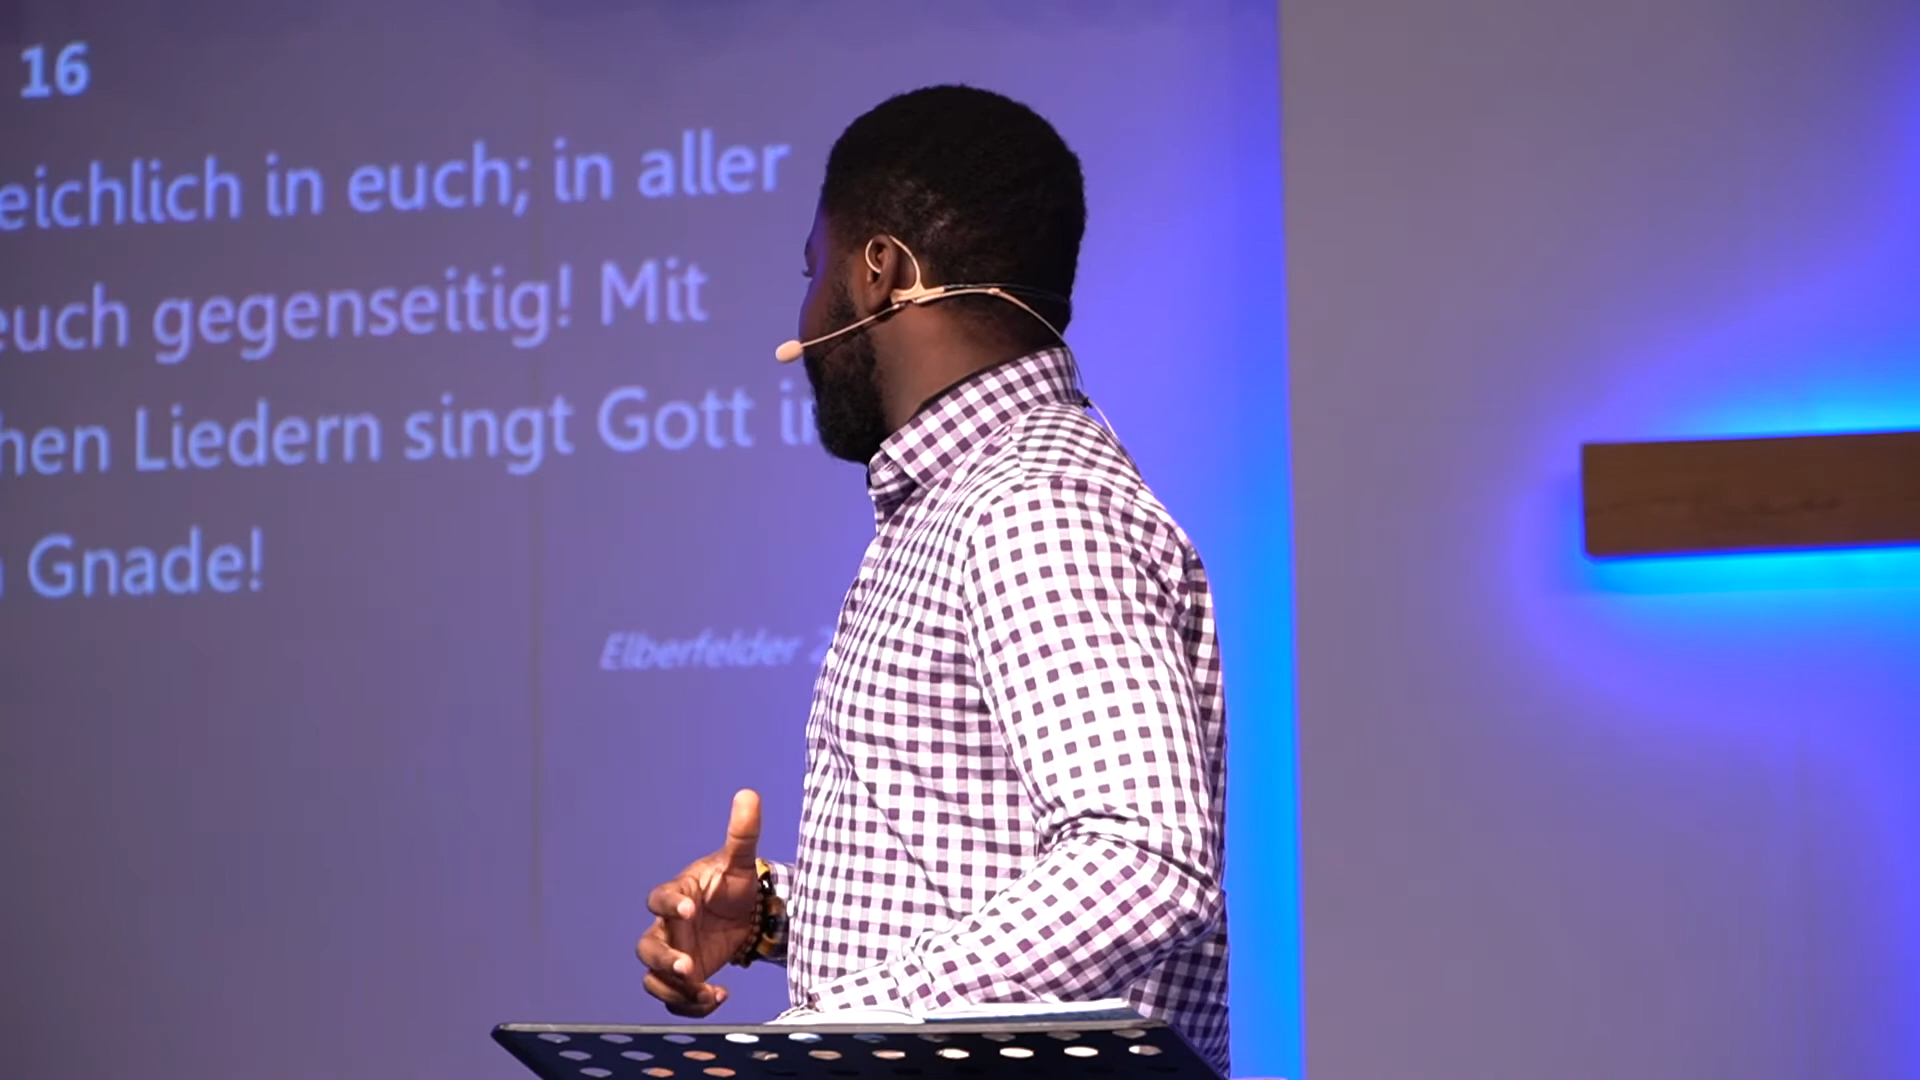 16
eichlich in euch; in aller
euch gegenseitig! Mit
hen Liedern singt Gott
Gnade!
Elberfelder